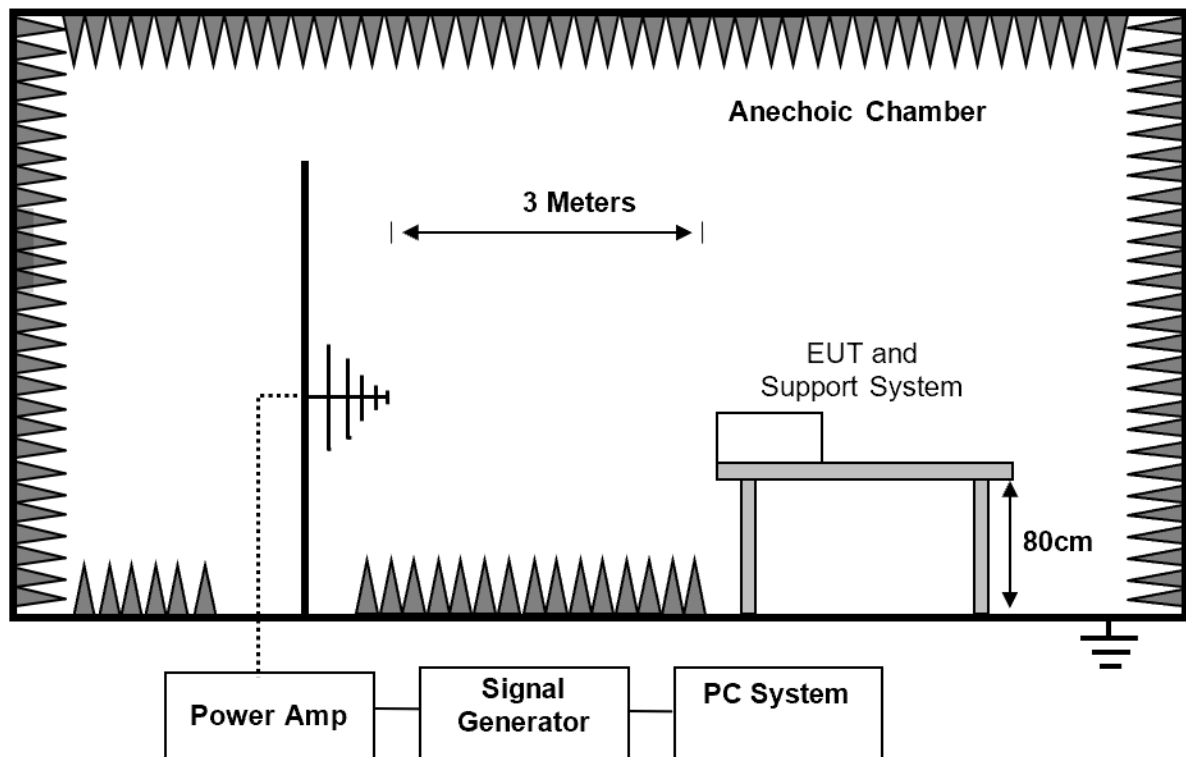 Anechoic Chamber
3 Meters
EUT and
Support System
80cm
Power Amp
Signal
Generator
PC System